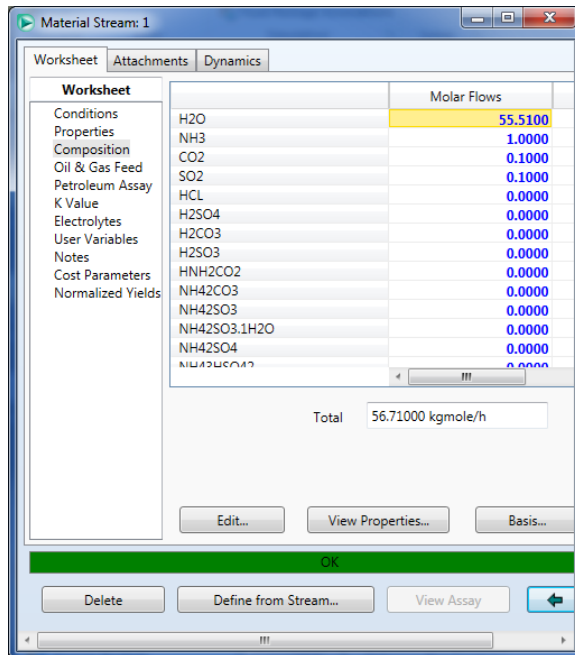 Material Stream: 1
Worksheet Attachments Dynamics
Worksheet
Conditions
Properties
Composition
Oil & Gas Feed
Petroleum Assay
K Value
Electrolytes
User Variables
Notes
Cost Parameters
Normalized Yields
Molar Flows
H2O 55.5100
NH3 1.0000
CO2 0.1000
SO2 0.1000
HCL 0.0000
H2SO4 0.0000
H2CO3 0.0000
H2SO3 0.0000
HNH2CO2 0.0000
NH42CO3 0.0000
NH42SO3 0.0000
NH42SO3.1H2O 0.0000
NH42SO4 0.0000
NH43HSO42 0.0000
Total 56.71000 kgmole/h
Edit... View Properties... Basis...
OK
Delete Define from Stream... View Assay